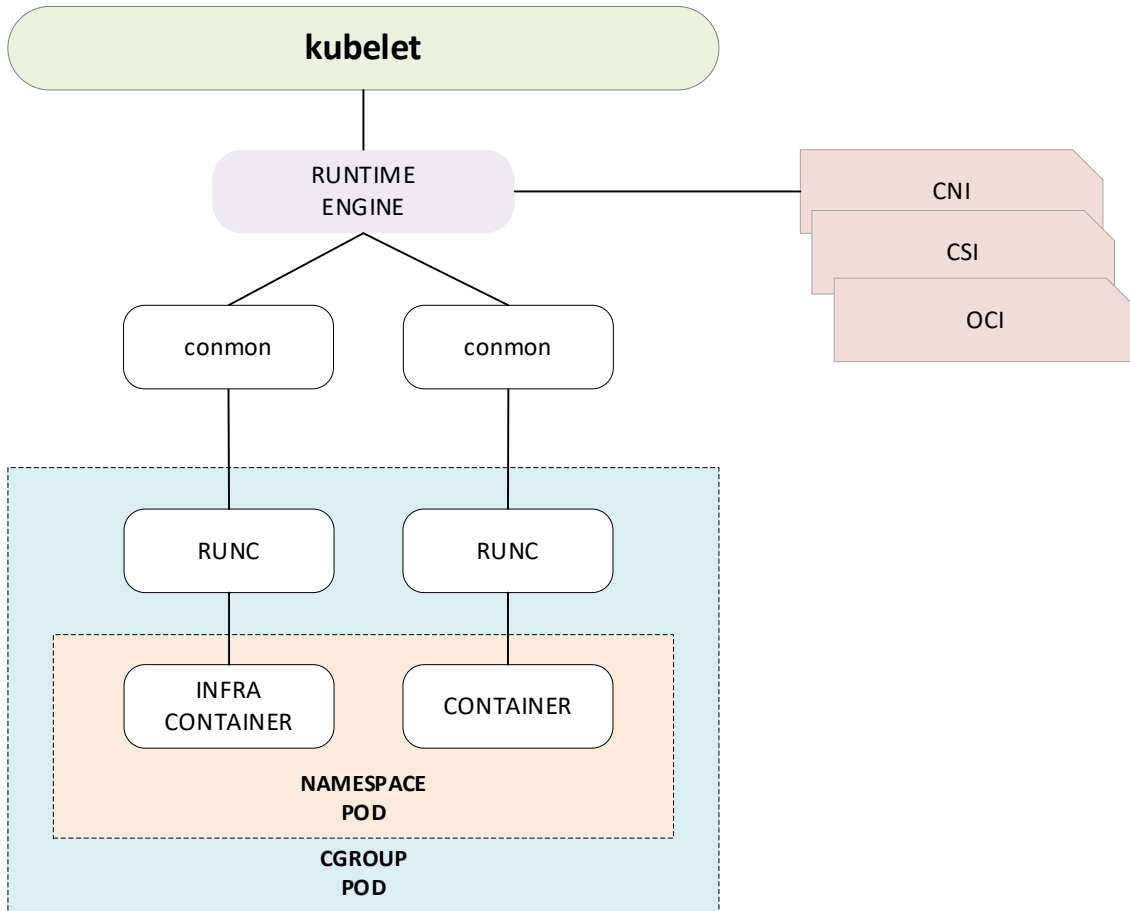 kubelet
RUNTIME
ENGINE
CNI
CSI
OCI
conmon
conmon
RUNC
RUNC
INFRA
CONTAINER
CONTAINER
NAMESPACE
POD
CGROUP
POD